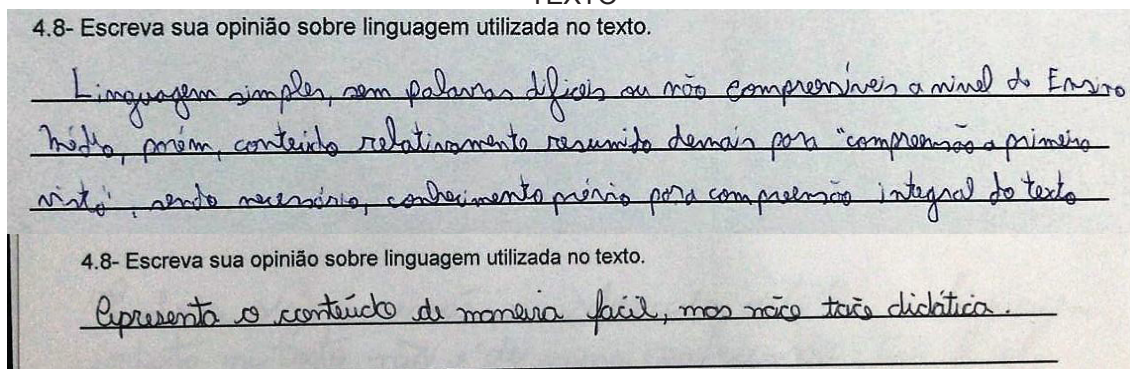 TEXTO
4.8- Escreva sua opinião sobre linguagem utilizada no texto.
Linguagem simples, sem palavras dificeis ou não compreensíveis a nivel do Ensino
médio, porém, conteúdo relativamente resumido demais para "compreensão a primeira
vista", sendo necessário, conhecimento prévio para compreensão integral do texto
4.8- Escreva sua opinião sobre linguagem utilizada no texto.
Apresenta o conteúdo de maneira facil, mas não tão didática.